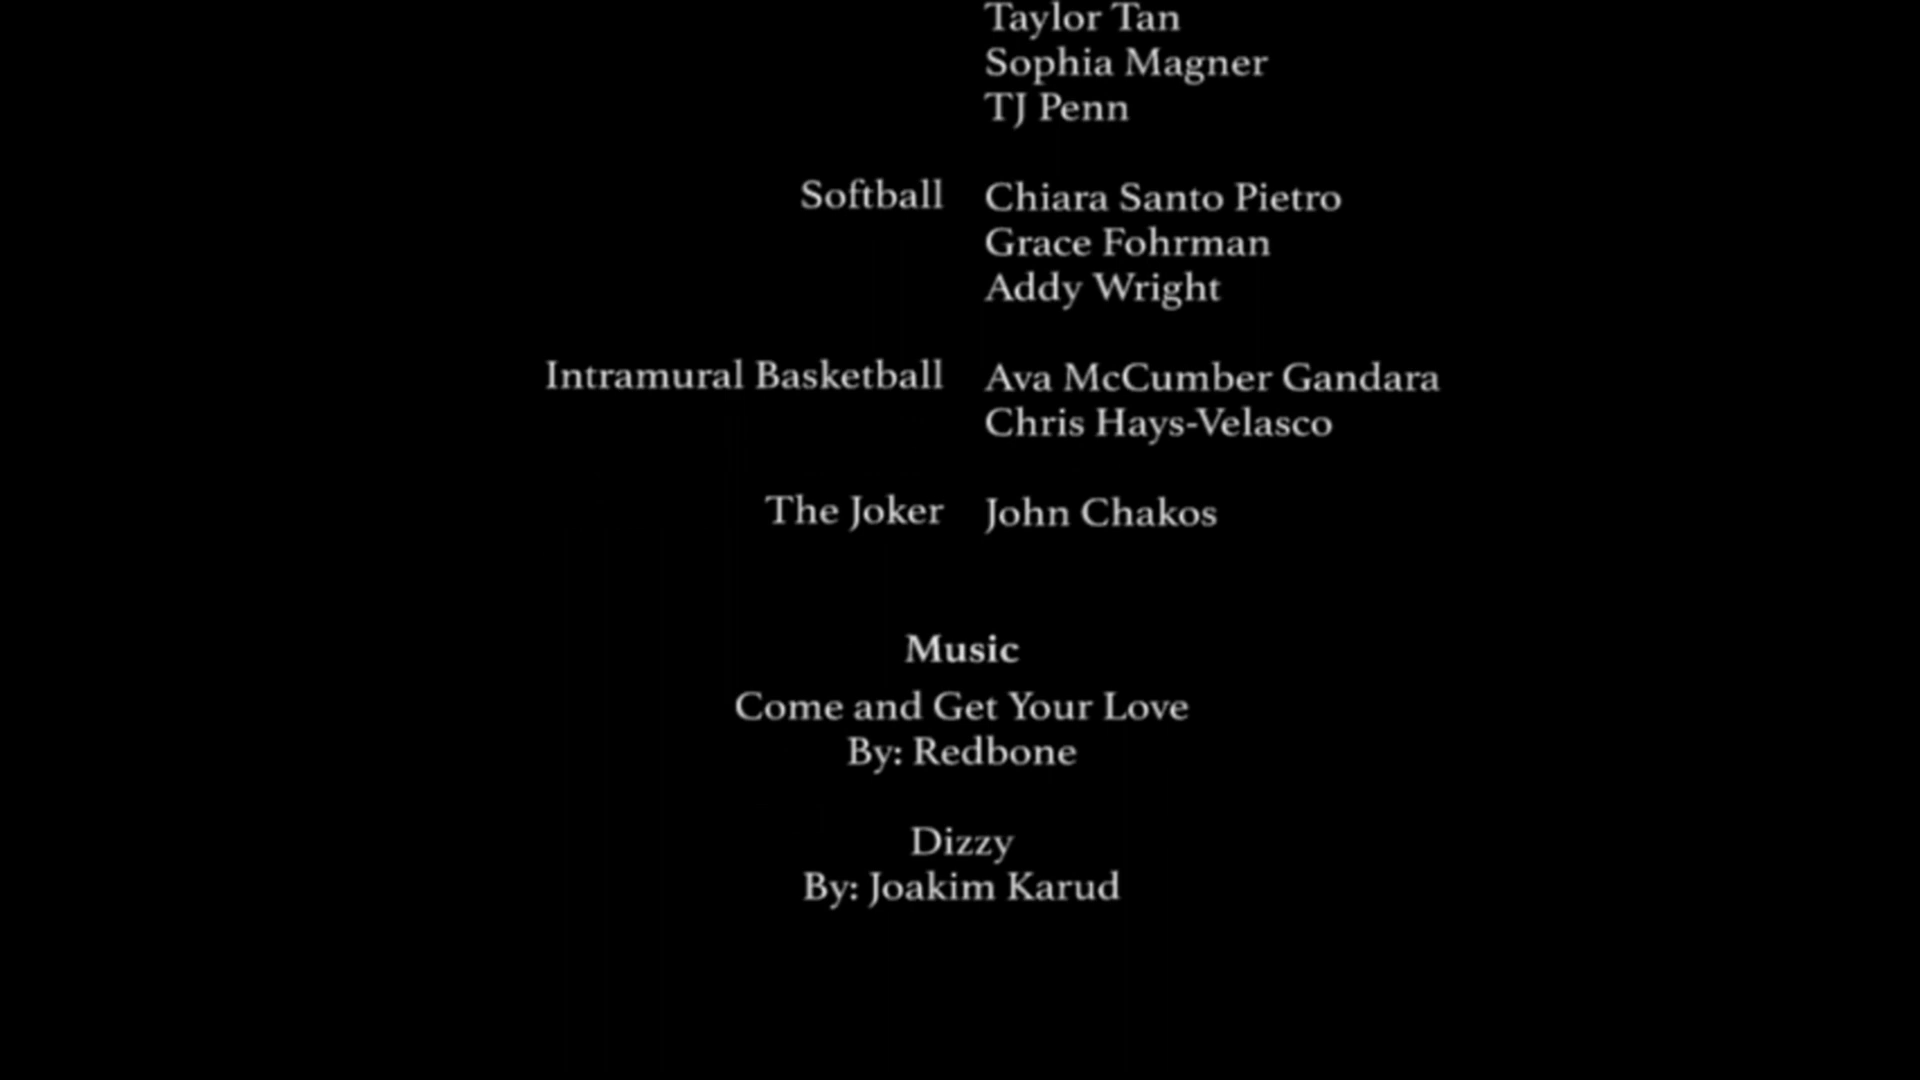 Taylor Tan
Sophia Magner
TJ Penn
Softball Chiara Santo Pietro
Grace Fohrman
Addy Wright
Intramural Basketball Ava McCumber Gandara
Chris Hays-Velasco
The Joker John Chakos
Music
Come and Get Your Love
By: Redbone
Dizzy
By: Joakim Karud